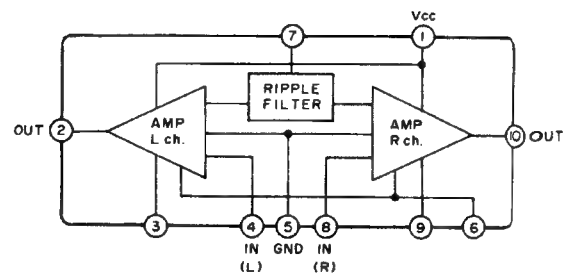 Vcc
7
1
RIPPLE
FILTER
AMP
L ch.
AMP
R ch.
OUT 2
10 OUT
3
4
5
8
9
6
IN
(L)
GND
IN
(R)